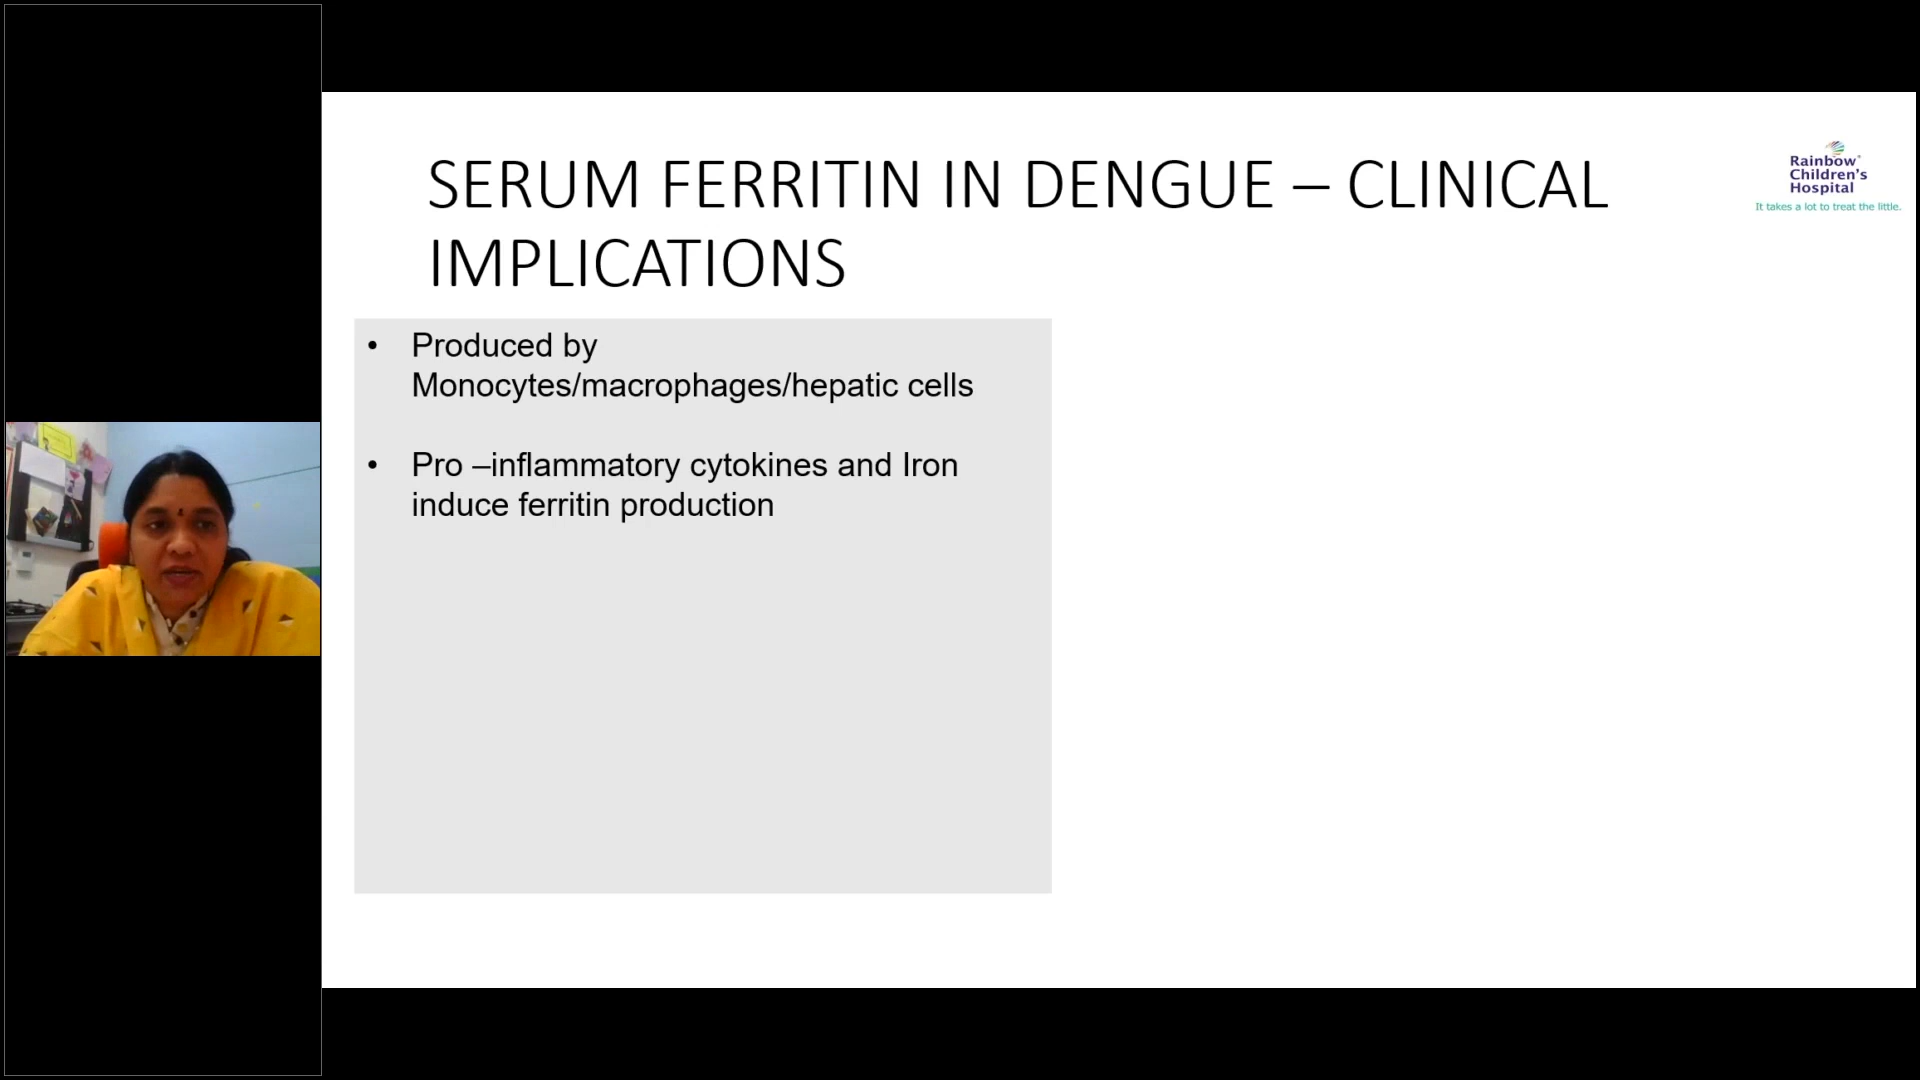 SERUM FERRITIN IN DENGUE – CLINICAL
IMPLICATIONS
Rainbow
Children's
Hospital
It takes a lot to treat the little.
• Produced by
Monocytes/macrophages/hepatic cells
• Pro –inflammatory cytokines and Iron
induce ferritin production